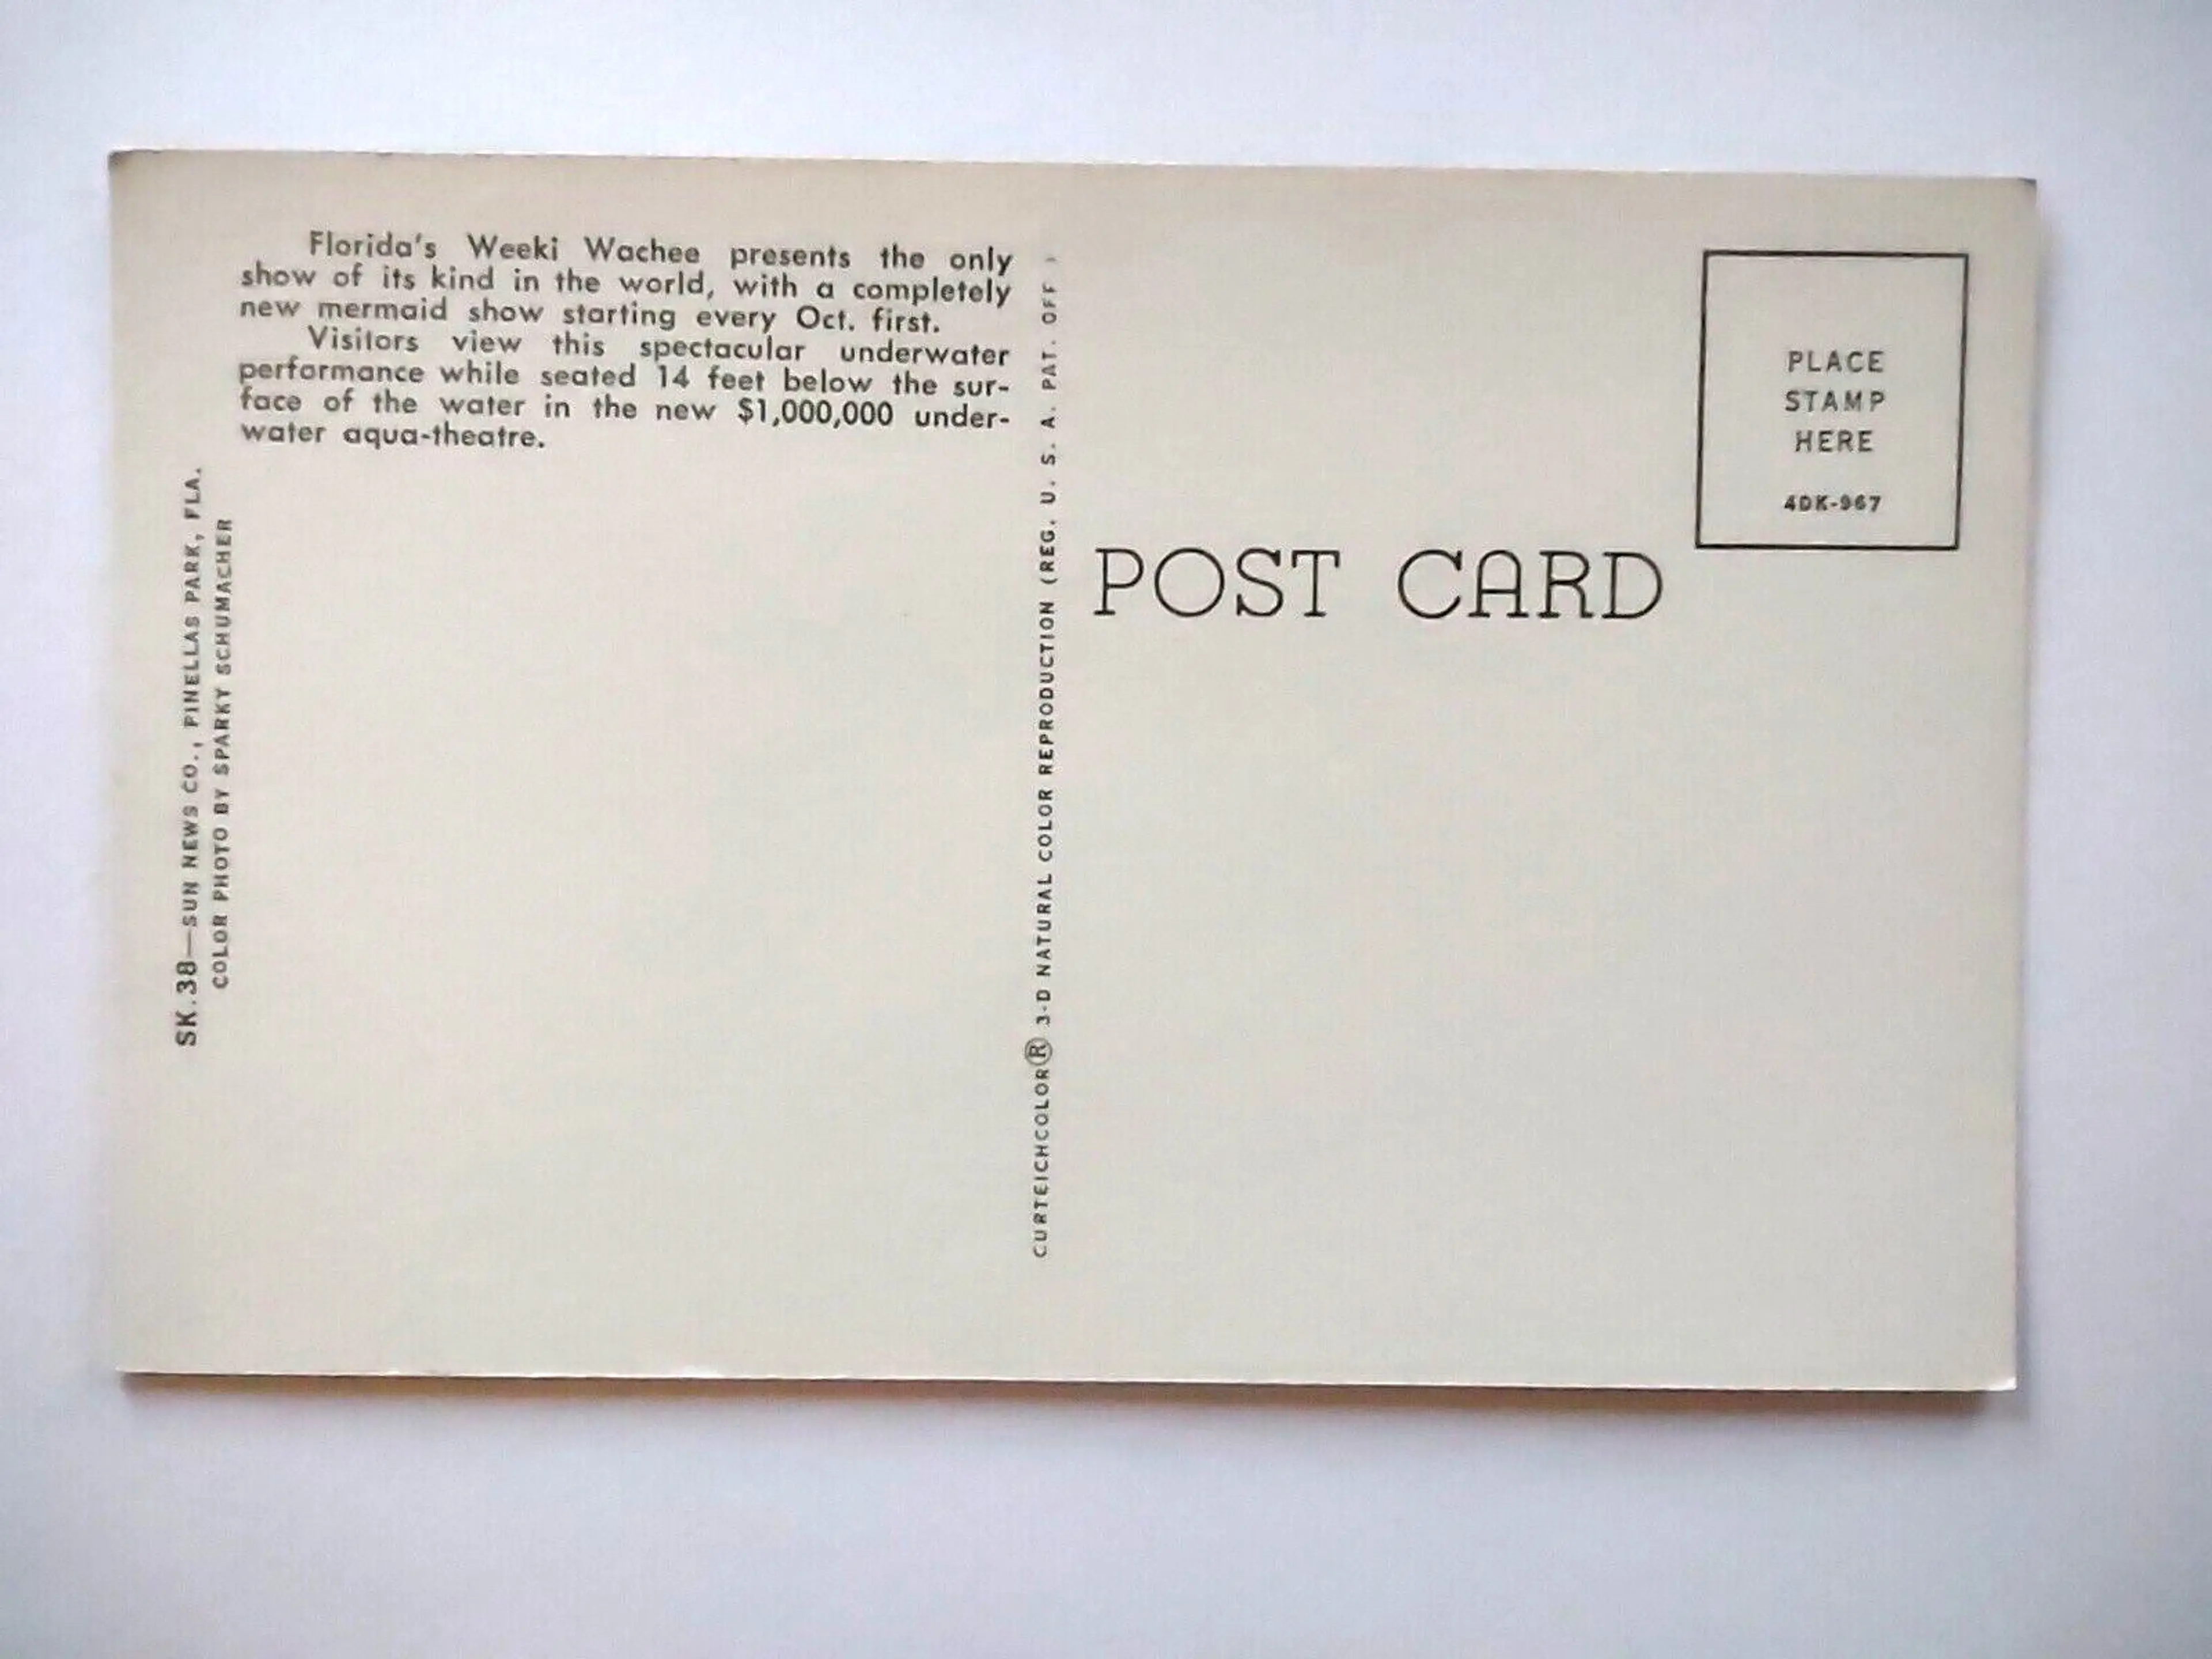 Florida's Weeki Wachee presents the only
show of its kind in the world, with a completely
new mermaid show starting every Oct. first.
Visitors view this spectacular underwater
performance while seated 14 feet below the sur-
face of the water in the new $1,000,000 under-
water aqua-theatre.
SK.38—SUN NEWS CO., PINELLAS PARK, FLA.
COLOR PHOTO BY SPARKY SCHUMACHER
CURTEICHCOLOR® 3-D NATURAL COLOR REPRODUCTION (REG. U. S. A. PAT. OFF.)
POST CARD
PLACE
STAMP
HERE
4DK-967